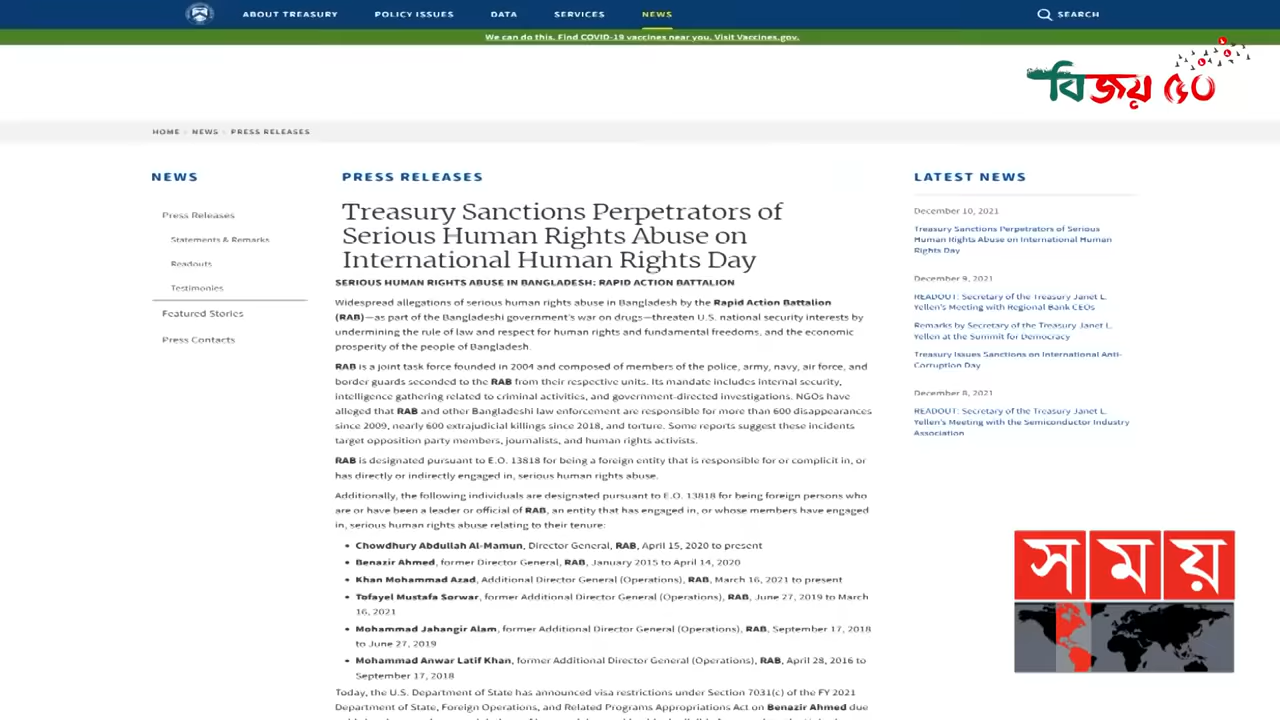 ABOUT TREASURY POLICY ISSUES DATA SERVICES NEWS SEARCH
We can do this. Find COVID-19 vaccines near you. Visit Vaccines.gov.
বিজয় ৫০
HOME NEWS PRESS RELEASES
NEWS
Press Releases
Statements & Remarks
Readouts
Testimonies
Featured Stories
Press Contacts
PRESS RELEASES
Treasury Sanctions Perpetrators of
Serious Human Rights Abuse on
International Human Rights Day
SERIOUS HUMAN RIGHTS ABUSE IN BANGLADESH: RAPID ACTION BATTALION
Widespread allegations of serious human rights abuse in Bangladesh by the Rapid Action Battalion
(RAB)—as part of the Bangladeshi government's war on drugs—threaten U.S. national security interests by
undermining the rule of law and respect for human rights and fundamental freedoms, and the economic
prosperity of the people of Bangladesh.
RAB is a joint task force founded in 2004 and composed of members of the police, army, navy, air force, and
border guards seconded to the RAB from their respective units. Its mandate includes internal security,
intelligence gathering related to criminal activities, and government-directed investigations. NGOs have
alleged that RAB and other Bangladeshi law enforcement are responsible for more than 600 disappearances
since 2009, nearly 600 extrajudicial killings since 2018, and torture. Some reports suggest these incidents
target opposition party members, journalists, and human rights activists.
RAB is designated pursuant to E.O. 13818 for being a foreign entity that is responsible for or complicit in, or
has directly or indirectly engaged in, serious human rights abuse.
Additionally, the following individuals are designated pursuant to E.O. 13818 for being foreign persons who
are or have been a leader or official of RAB, an entity that has engaged in, or whose members have engaged
in, serious human rights abuse relating to their tenure:
• Chowdhury Abdullah Al-Mamun, Director General, RAB, April 15, 2020 to present
• Benazir Ahmed, former Director General, RAB, January 2015 to April 14, 2020
• Khan Mohammad Azad, Additional Director General (Operations), RAB, March 16, 2021 to present
• Tofayel Mustafa Sorwar, former Additional Director General (Operations), RAB, June 27, 2019 to March
16, 2021
• Mohammad Jahangir Alam, former Additional Director General (Operations), RAB, September 17, 2018
to June 27, 2019
• Mohammad Anwar Latif Khan, former Additional Director General (Operations), RAB, April 28, 2016 to
September 17, 2018
Today, the U.S. Department of State has announced visa restrictions under Section 7031(c) of the FY 2021
Department of State, Foreign Operations, and Related Programs Appropriations Act on Benazir Ahmed due
LATEST NEWS
December 10, 2021
Treasury Sanctions Perpetrators of Serious
Human Rights Abuse on International Human
Rights Day
December 9, 2021
READOUT: Secretary of the Treasury Janet L.
Yellen's Meeting with Regional Bank CEOs
Remarks by Secretary of the Treasury Janet L.
Yellen at the Summit for Democracy
Treasury Issues Sanctions on International Anti-
Corruption Day
December 8, 2021
READOUT: Secretary of the Treasury Janet L.
Yellen's Meeting with the Semiconductor Industry
Association
সময়